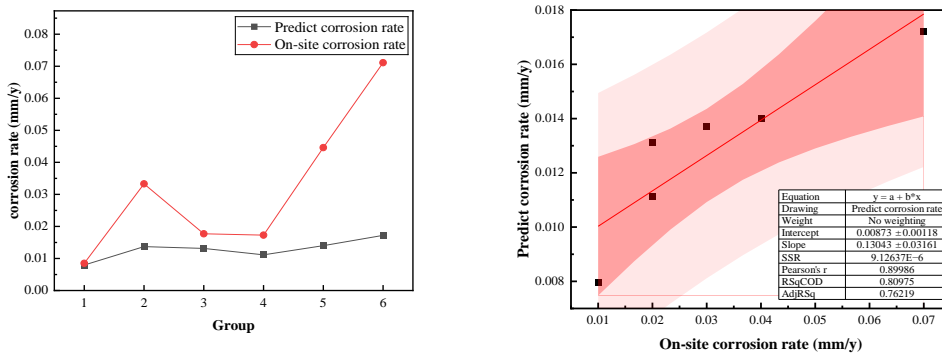 0.08
0.07
0.06
0.05
0.04
0.03
0.02
0.01
0.00
corrosion rate (mm/y)
Predict corrosion rate
On-site corrosion rate
1 2 3 4 5 6
Group
0.018
0.016
0.014
0.012
0.010
0.008
Predict corrosion rate (mm/y)
Equation y = a + b*x
Drawing Predict corrosion rate
Weight No weighting
Intercept 0.00873 ±0.00118
Slope 0.13043 ±0.03161
SSR 9.12637E−6
Pearson's r 0.89986
RSqCOD 0.80975
AdjRSq 0.76219
0.01 0.02 0.03 0.04 0.05 0.06 0.07
On-site corrosion rate (mm/y)